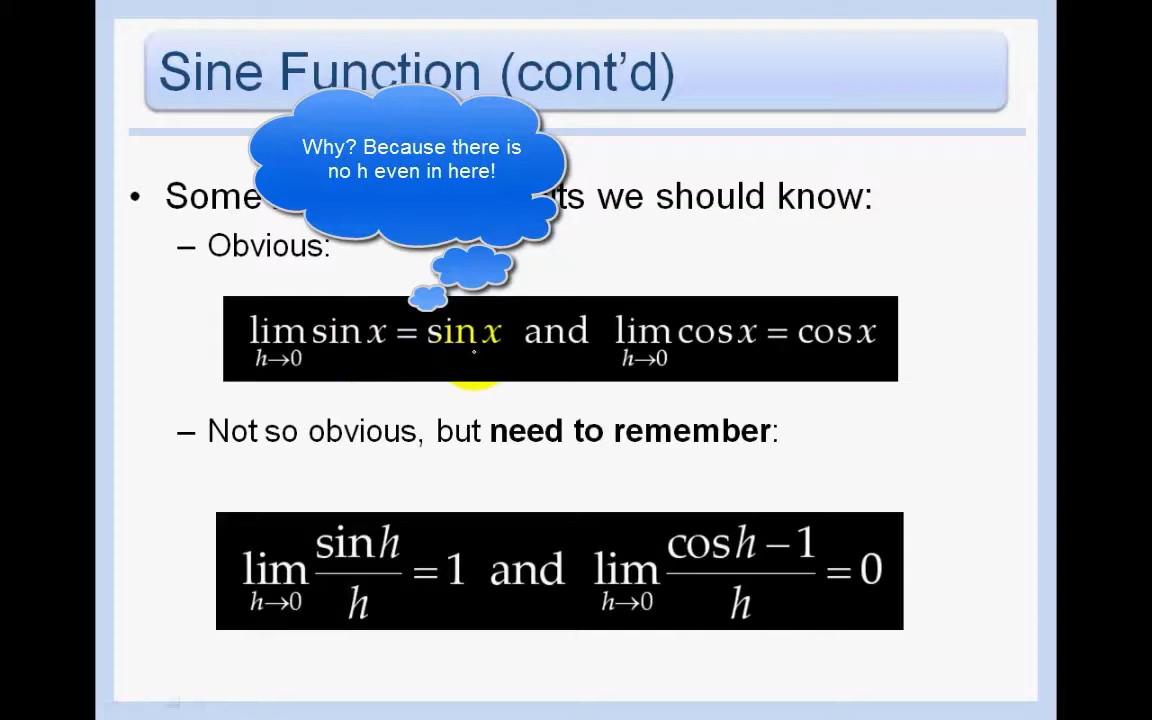 Sine Function (cont’d)
Why? Because there is
no h even in here!
• Some we should know:
– Obvious:
lim sin x = sin x and lim cos x = cos x
h→0 h→0
– Not so obvious, but need to remember:
lim sin h / h = 1 and lim cos h − 1 / h = 0
h→0 h→0